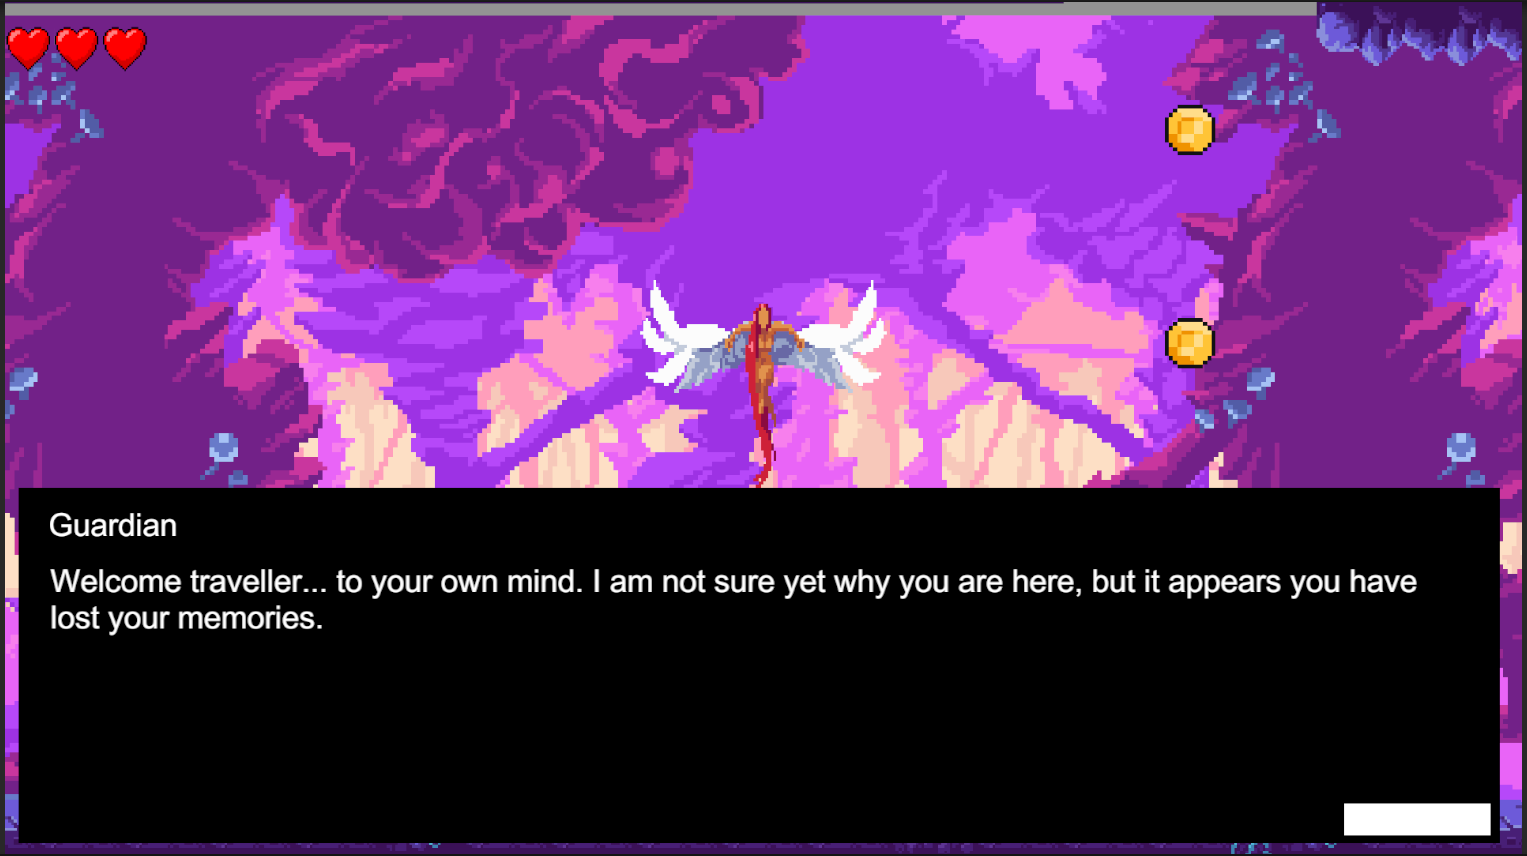 Guardian
Welcome traveller... to your own mind. I am not sure yet why you are here, but it appears you have
lost your memories.